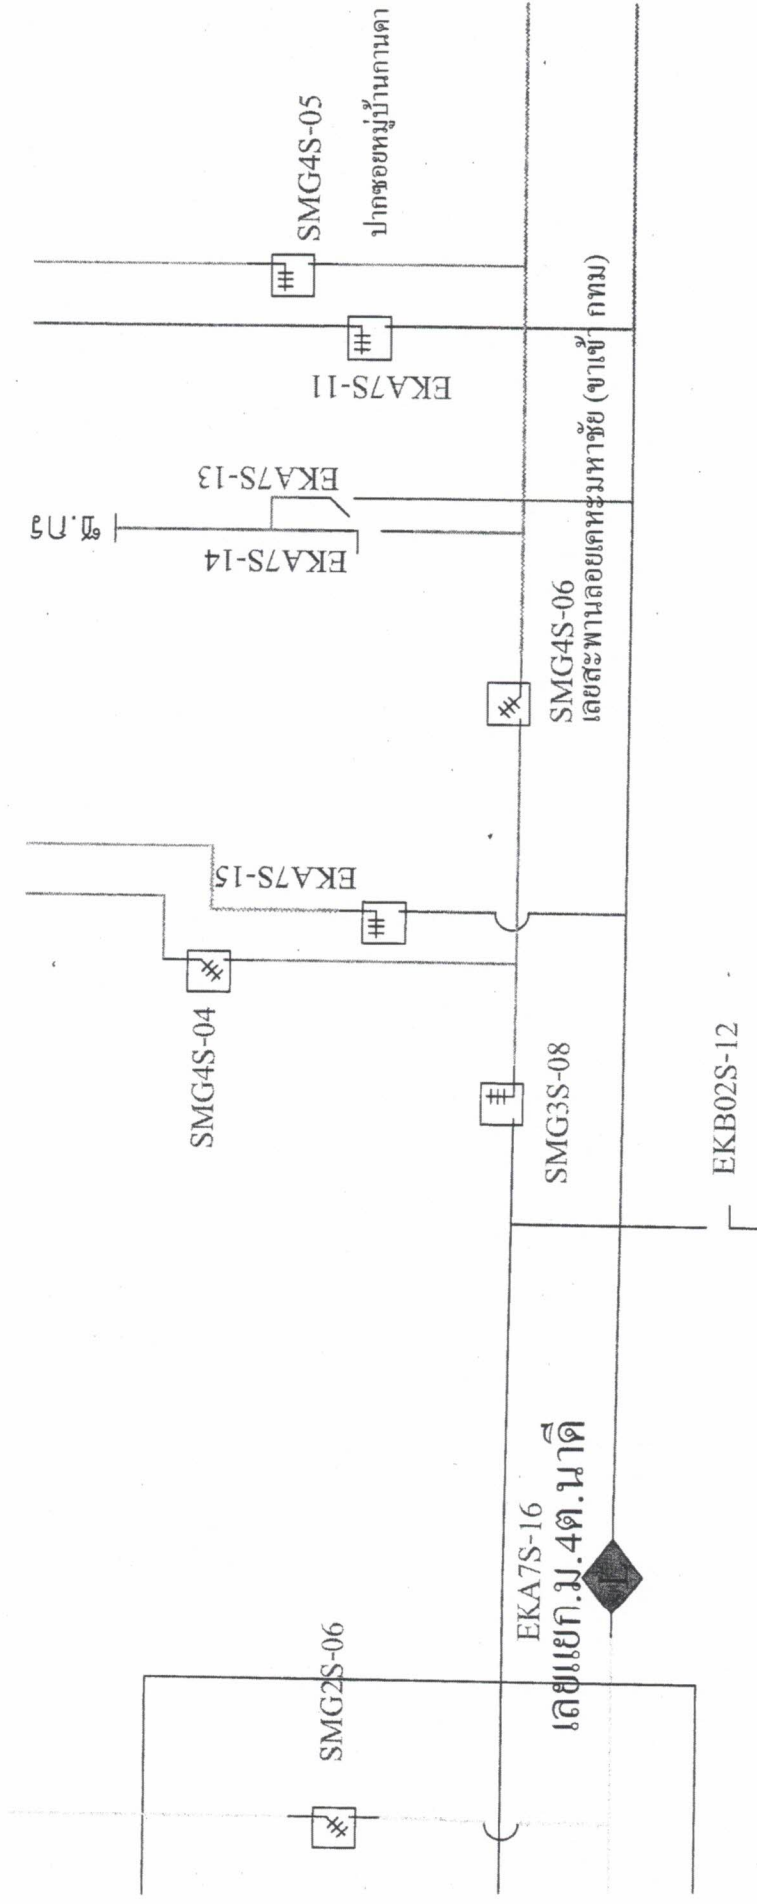 SMG4S-05
ปากซอยหมู่บ้านกานดา
EKA7S-11
EKA7S-13
ซ.กร
EKA7S-14
SMG4S-06
เลยสะพานลอยเคหะมหาชัย (ขาเข้า กทม)
EKA7S-15
SMG4S-04
SMG3S-08
EKB02S-12
EKA7S-16
เลยแยก.ม.4ต.นาดี
SMG2S-06